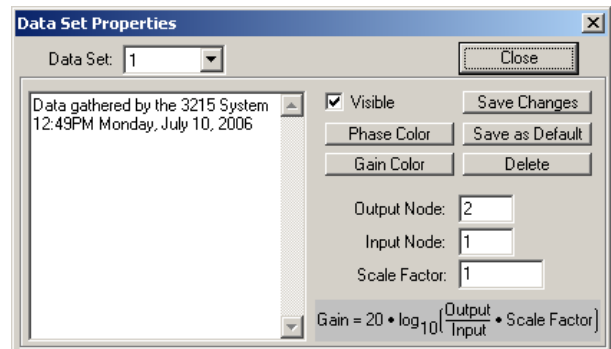 Data Set Properties
Data Set: 1
Close
Data gathered by the 3215 System
12:49PM Monday, July 10, 2006
Visible
Save Changes
Phase Color
Save as Default
Gain Color
Delete
Output Node: 2
Input Node: 1
Scale Factor: 1
Gain = 20 • log10(Output/Input • Scale Factor)